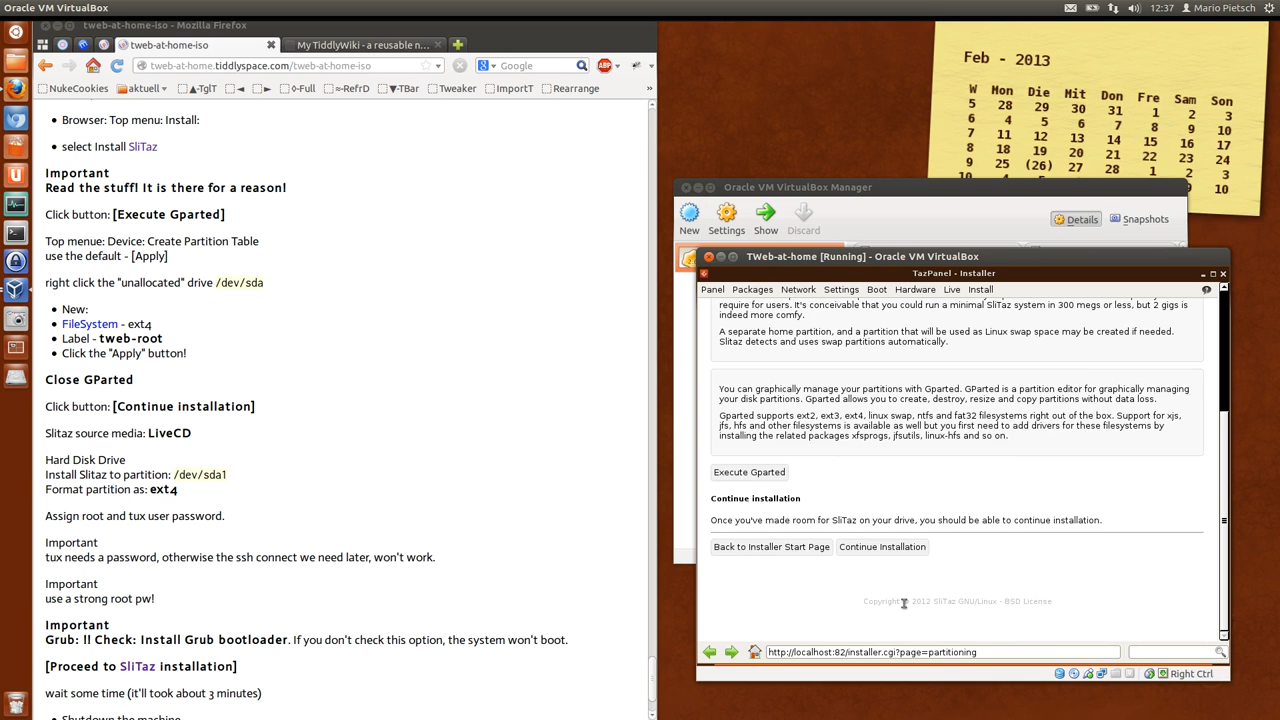 Oracle VM VirtualBox
12:37
Mario Pietsch
tweb-at-home-iso - Mozilla Firefox
tweb-at-home-iso
My TiddlyWiki - a reusable n...
tweb-at-home.tiddlyspace.com/tweb-at-home-iso
Google
ABP
NukeCookies
aktuell
▲-TglT
◊-Full
≈-RefrD
▼-TBar
Tweaker
ImporT
Rearrange
»
• Browser: Top menu: Install:
• select Install SliTaz
Important
Read the stuff! It is there for a reason!
Click button: [Execute Gparted]
Top menue: Device: Create Partition Table
use the default - [Apply]
right click the "unallocated" drive /dev/sda
• New:
• FileSystem - ext4
• Label - tweb-root
• Click the "Apply" button!
Close GParted
Click button: [Continue installation]
Slitaz source media: LiveCD
Hard Disk Drive
Install Slitaz to partition: /dev/sda1
Format partition as: ext4
Assign root and tux user password.
Important
tux needs a password, otherwise the ssh connect we need later, won't work.
Important
use a strong root pw!
Important
Grub: !! Check: Install Grub bootloader. If you don't check this option, the system won't boot.
[Proceed to SliTaz installation]
wait some time (it'll took about 3 minutes)
• Shutdown the machine
Feb - 2013
W Mon Die Mit Don Fre Sam Son
5 28 29 30 31 1 2 3
6 4 5 6 7 8 9 10
7 11 12 13 14 15 16 17
8 18 19 20 21 22 23 24
9 25 (26) 27 28 1 2 3
10 9 10
Oracle VM VirtualBox Manager
New
Settings
Show
Discard
Details
Snapshots
TWeb-at-home [Running] - Oracle VM VirtualBox
TazPanel - Installer
Panel Packages Network Settings Boot Hardware Live Install
require for users. It's conceivable that you could run a minimal SliTaz system in 300 megs or less, but 2 gigs is
indeed more comfy.
A separate home partition, and a partition that will be used as Linux swap space may be created if needed.
Slitaz detects and uses swap partitions automatically.
You can graphically manage your partitions with Gparted. GParted is a partition editor for graphically managing
your disk partitions. Gparted allows you to create, destroy, resize and copy partitions without data loss.
Gparted supports ext2, ext3, ext4, linux swap, ntfs and fat32 filesystems right out of the box. Support for xjs,
jfs, hfs and other filesystems is available as well but you first need to add drivers for these filesystems by
installing the related packages xfsprogs, jfsutils, linux-hfs and so on.
Execute Gparted
Continue installation
Once you've made room for SliTaz on your drive, you should be able to continue installation.
Back to Installer Start Page
Continue Installation
Copyright © 2012 SliTaz GNU/Linux - BSD License
http://localhost:82/installer.cgi?page=partitioning
Right Ctrl